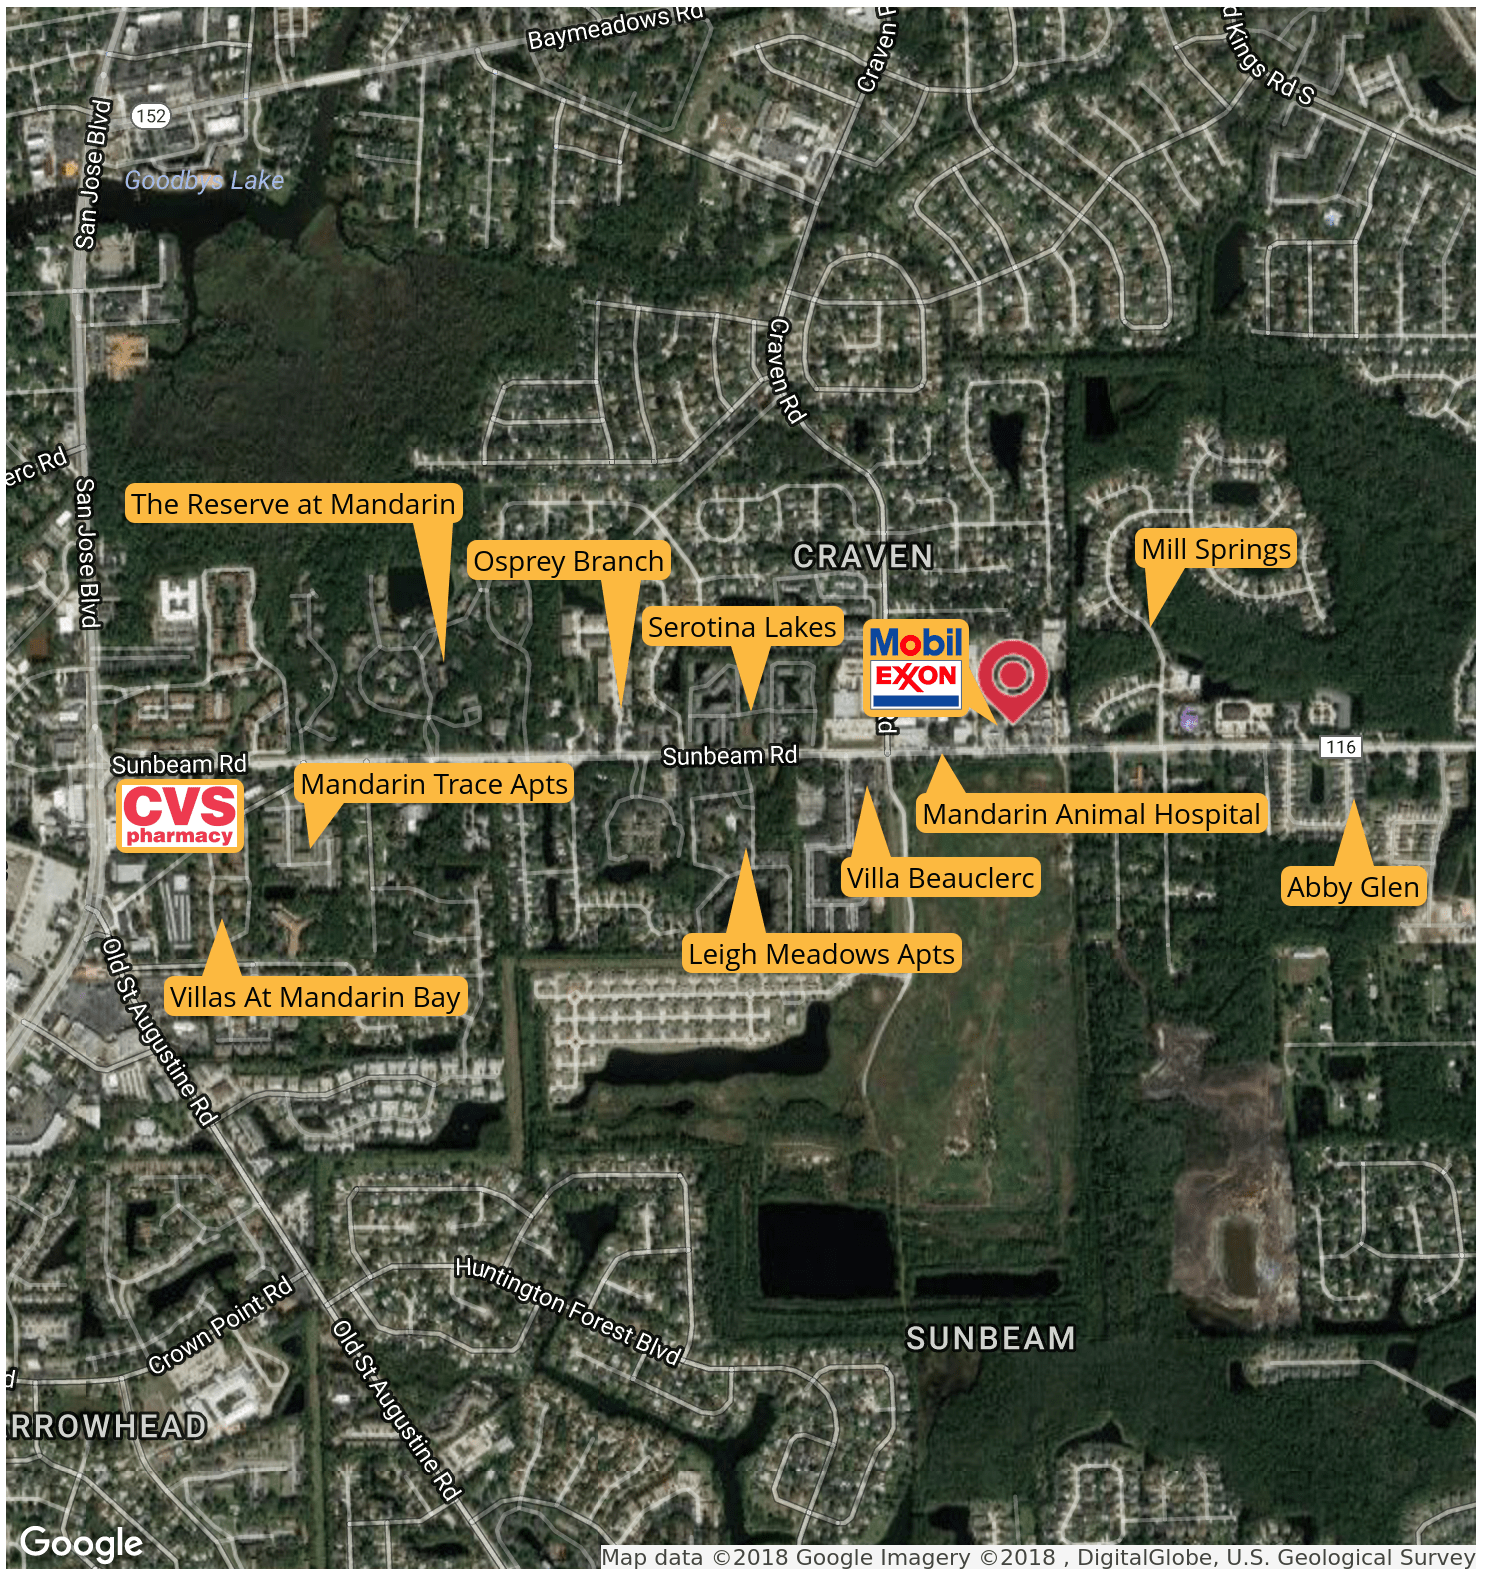 Baymeadows Rd
Craven R
d Kings Rd S
152
San Jose Blvd
Goodbys Lake
Craven Rd
erc Rd
San Jose Blvd
The Reserve at Mandarin
Osprey Branch
CRAVEN
Mill Springs
Serotina Lakes
Mobil
EXXON
Rd
Sunbeam Rd
Sunbeam Rd
116
CVS
pharmacy
Mandarin Trace Apts
Mandarin Animal Hospital
Villa Beauclerc
Abby Glen
Leigh Meadows Apts
Villas At Mandarin Bay
Old St Augustine Rd
Huntington Forest Blvd
Crown Point Rd
Old St Augustine Rd
SUNBEAM
d
RROWHEAD
Google
Map data ©2018 Google Imagery ©2018 , DigitalGlobe, U.S. Geological Survey